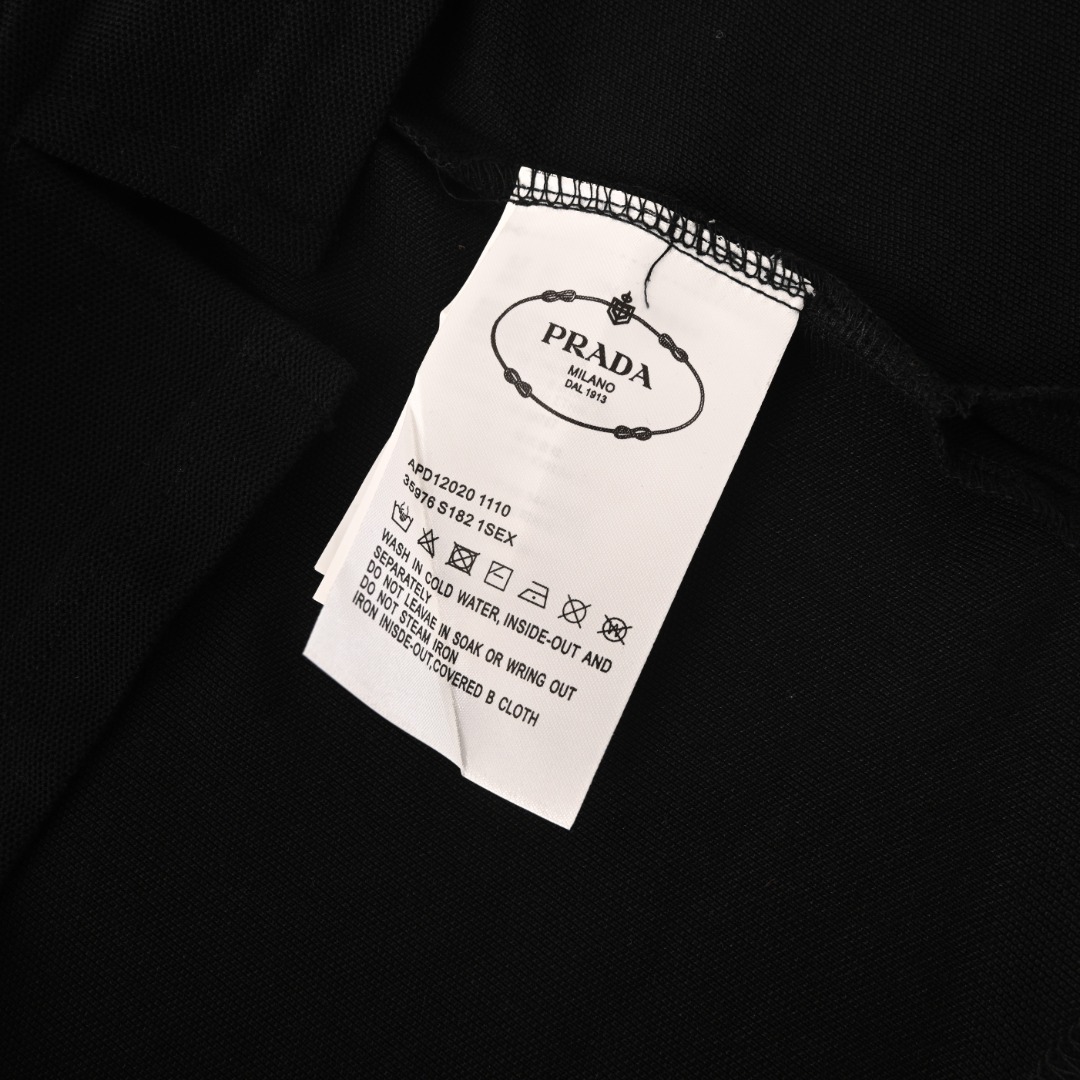 PRADA
MILANO
DAL 1913
APD12020 1110
35976 S182 1SEX
WASH IN COLD WATER, INSIDE-OUT AND
SEPARATELY
DO NOT LEAVAE IN SOAK OR WRING OUT
DO NOT STEAM IRON
IRON INISDE-OUT,COVERED B CLOTH